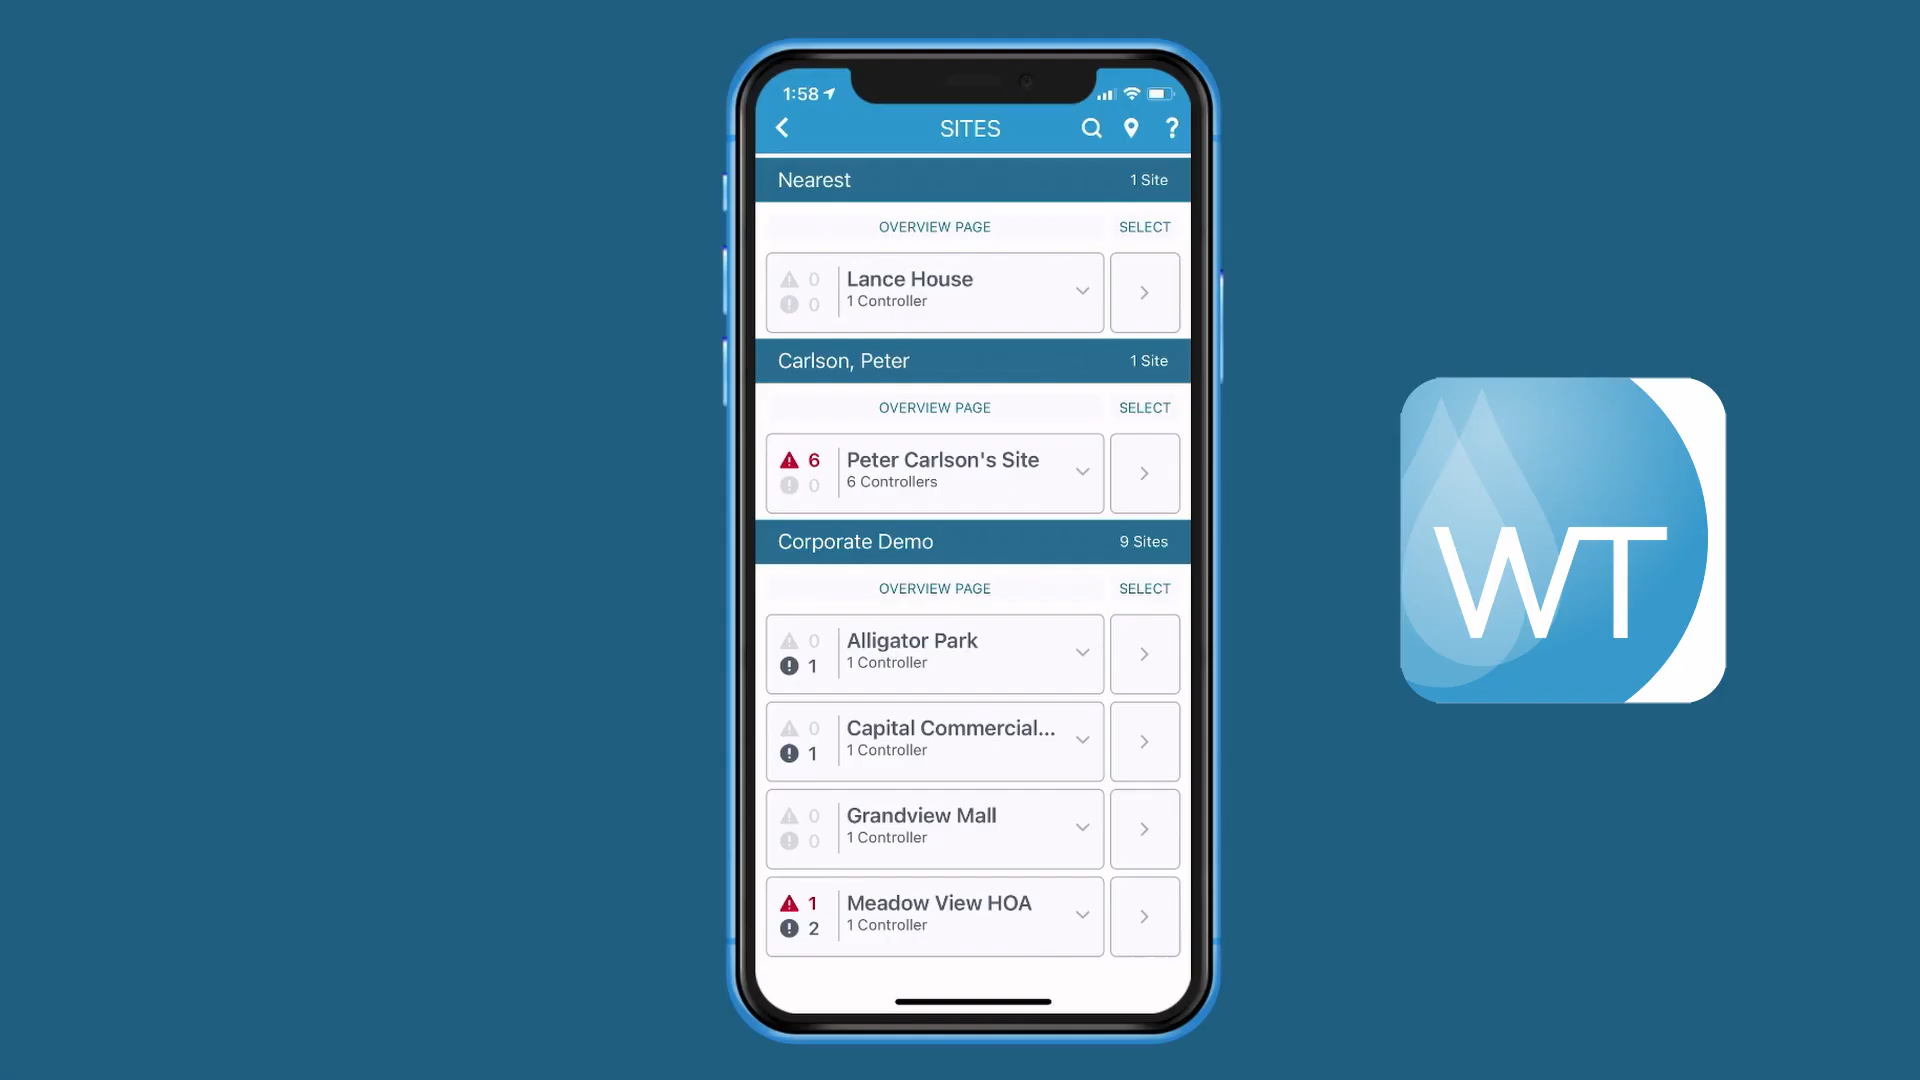 1:58
SITES
?
Nearest 1 Site
OVERVIEW PAGE SELECT
0 Lance House
0 1 Controller
Carlson, Peter 1 Site
OVERVIEW PAGE SELECT
6 Peter Carlson's Site
0 6 Controllers
Corporate Demo 9 Sites
OVERVIEW PAGE SELECT
0 Alligator Park
1 1 Controller
0 Capital Commercial...
1 1 Controller
0 Grandview Mall
0 1 Controller
1 Meadow View HOA
2 1 Controller
WT